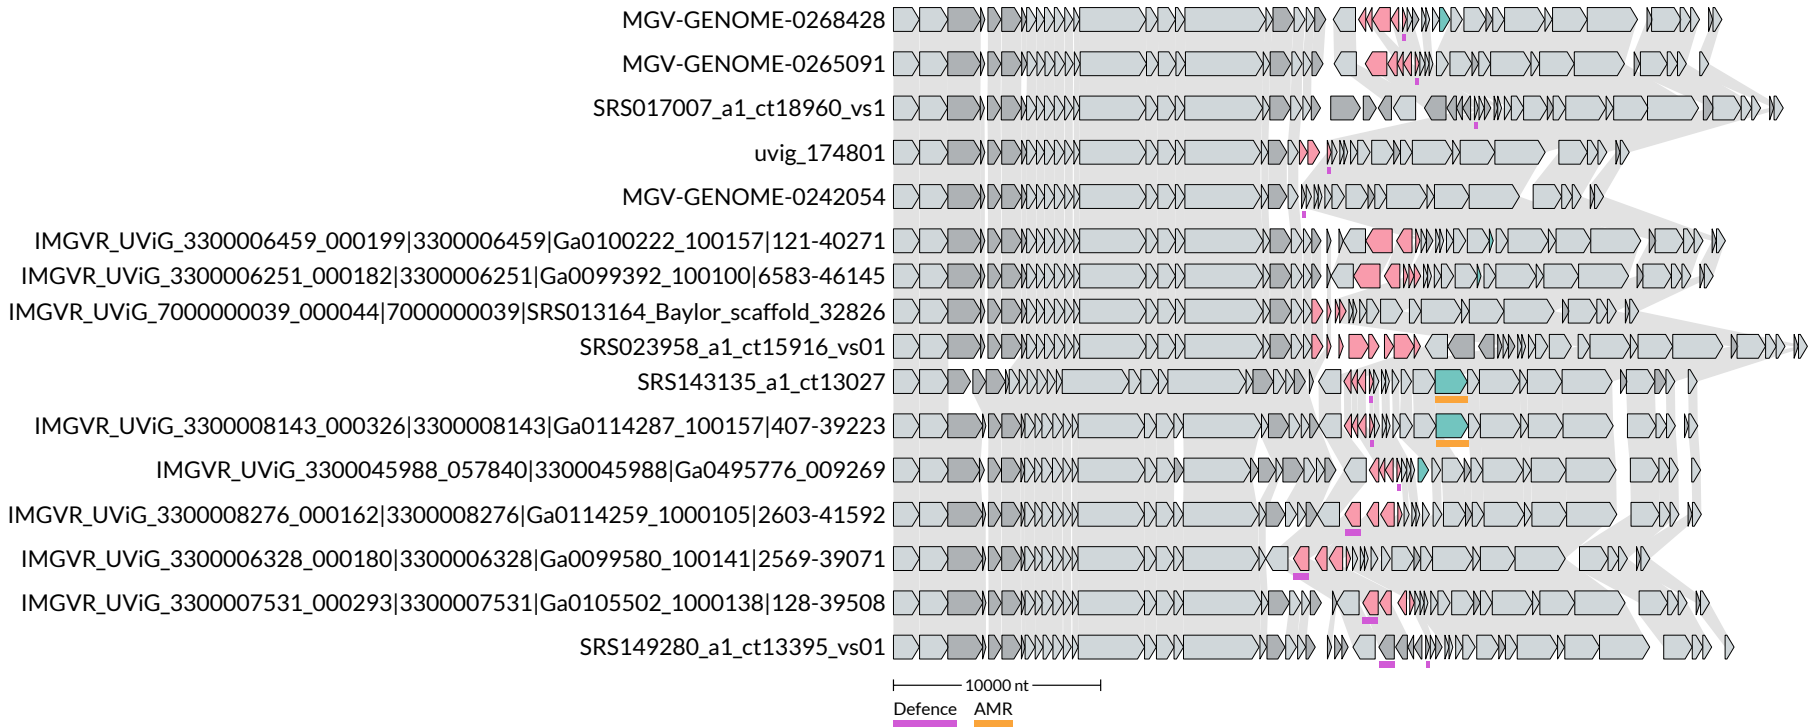 MGV-GENOME-0268428
MGV-GENOME-0265091
SRS017007_a1_ct18960_vs1
uvig_174801
MGV-GENOME-0242054
IMGVR_UViG_3300006459_000199|3300006459|Ga0100222_100157|121-40271
IMGVR_UViG_3300006251_000182|3300006251|Ga0099392_100100|6583-46145
IMGVR_UViG_7000000039_000044|7000000039|SRS013164_Baylor_scaffold_32826
SRS023958_a1_ct15916_vs01
SRS143135_a1_ct13027
IMGVR_UViG_3300008143_000326|3300008143|Ga0114287_100157|407-39223
IMGVR_UViG_3300045988_057840|3300045988|Ga0495776_009269
IMGVR_UViG_3300008276_000162|3300008276|Ga0114259_1000105|2603-41592
IMGVR_UViG_3300006328_000180|3300006328|Ga0099580_100141|2569-39071
IMGVR_UViG_3300007531_000293|3300007531|Ga0105502_1000138|128-39508
SRS149280_a1_ct13395_vs01
10000 nt
Defence AMR